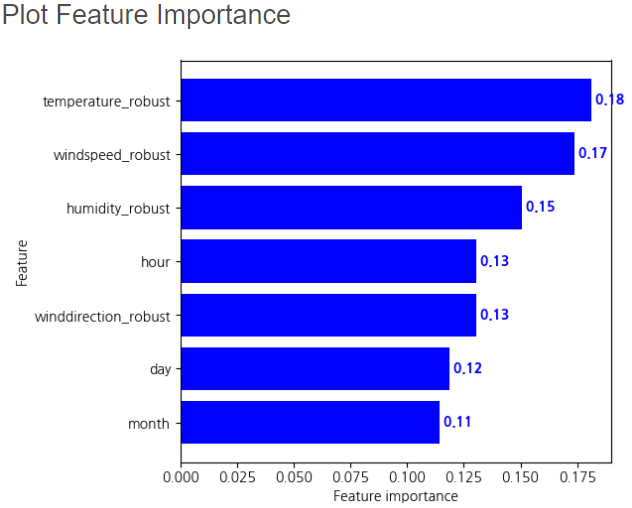 Plot Feature Importance
temperature_robust
0.18
windspeed_robust
0.17
humidity_robust
0.15
hour
0.13
winddirection_robust
0.13
day
0.12
month
0.11
Feature
0.000 0.025 0.050 0.075 0.100 0.125 0.150 0.175
Feature importance